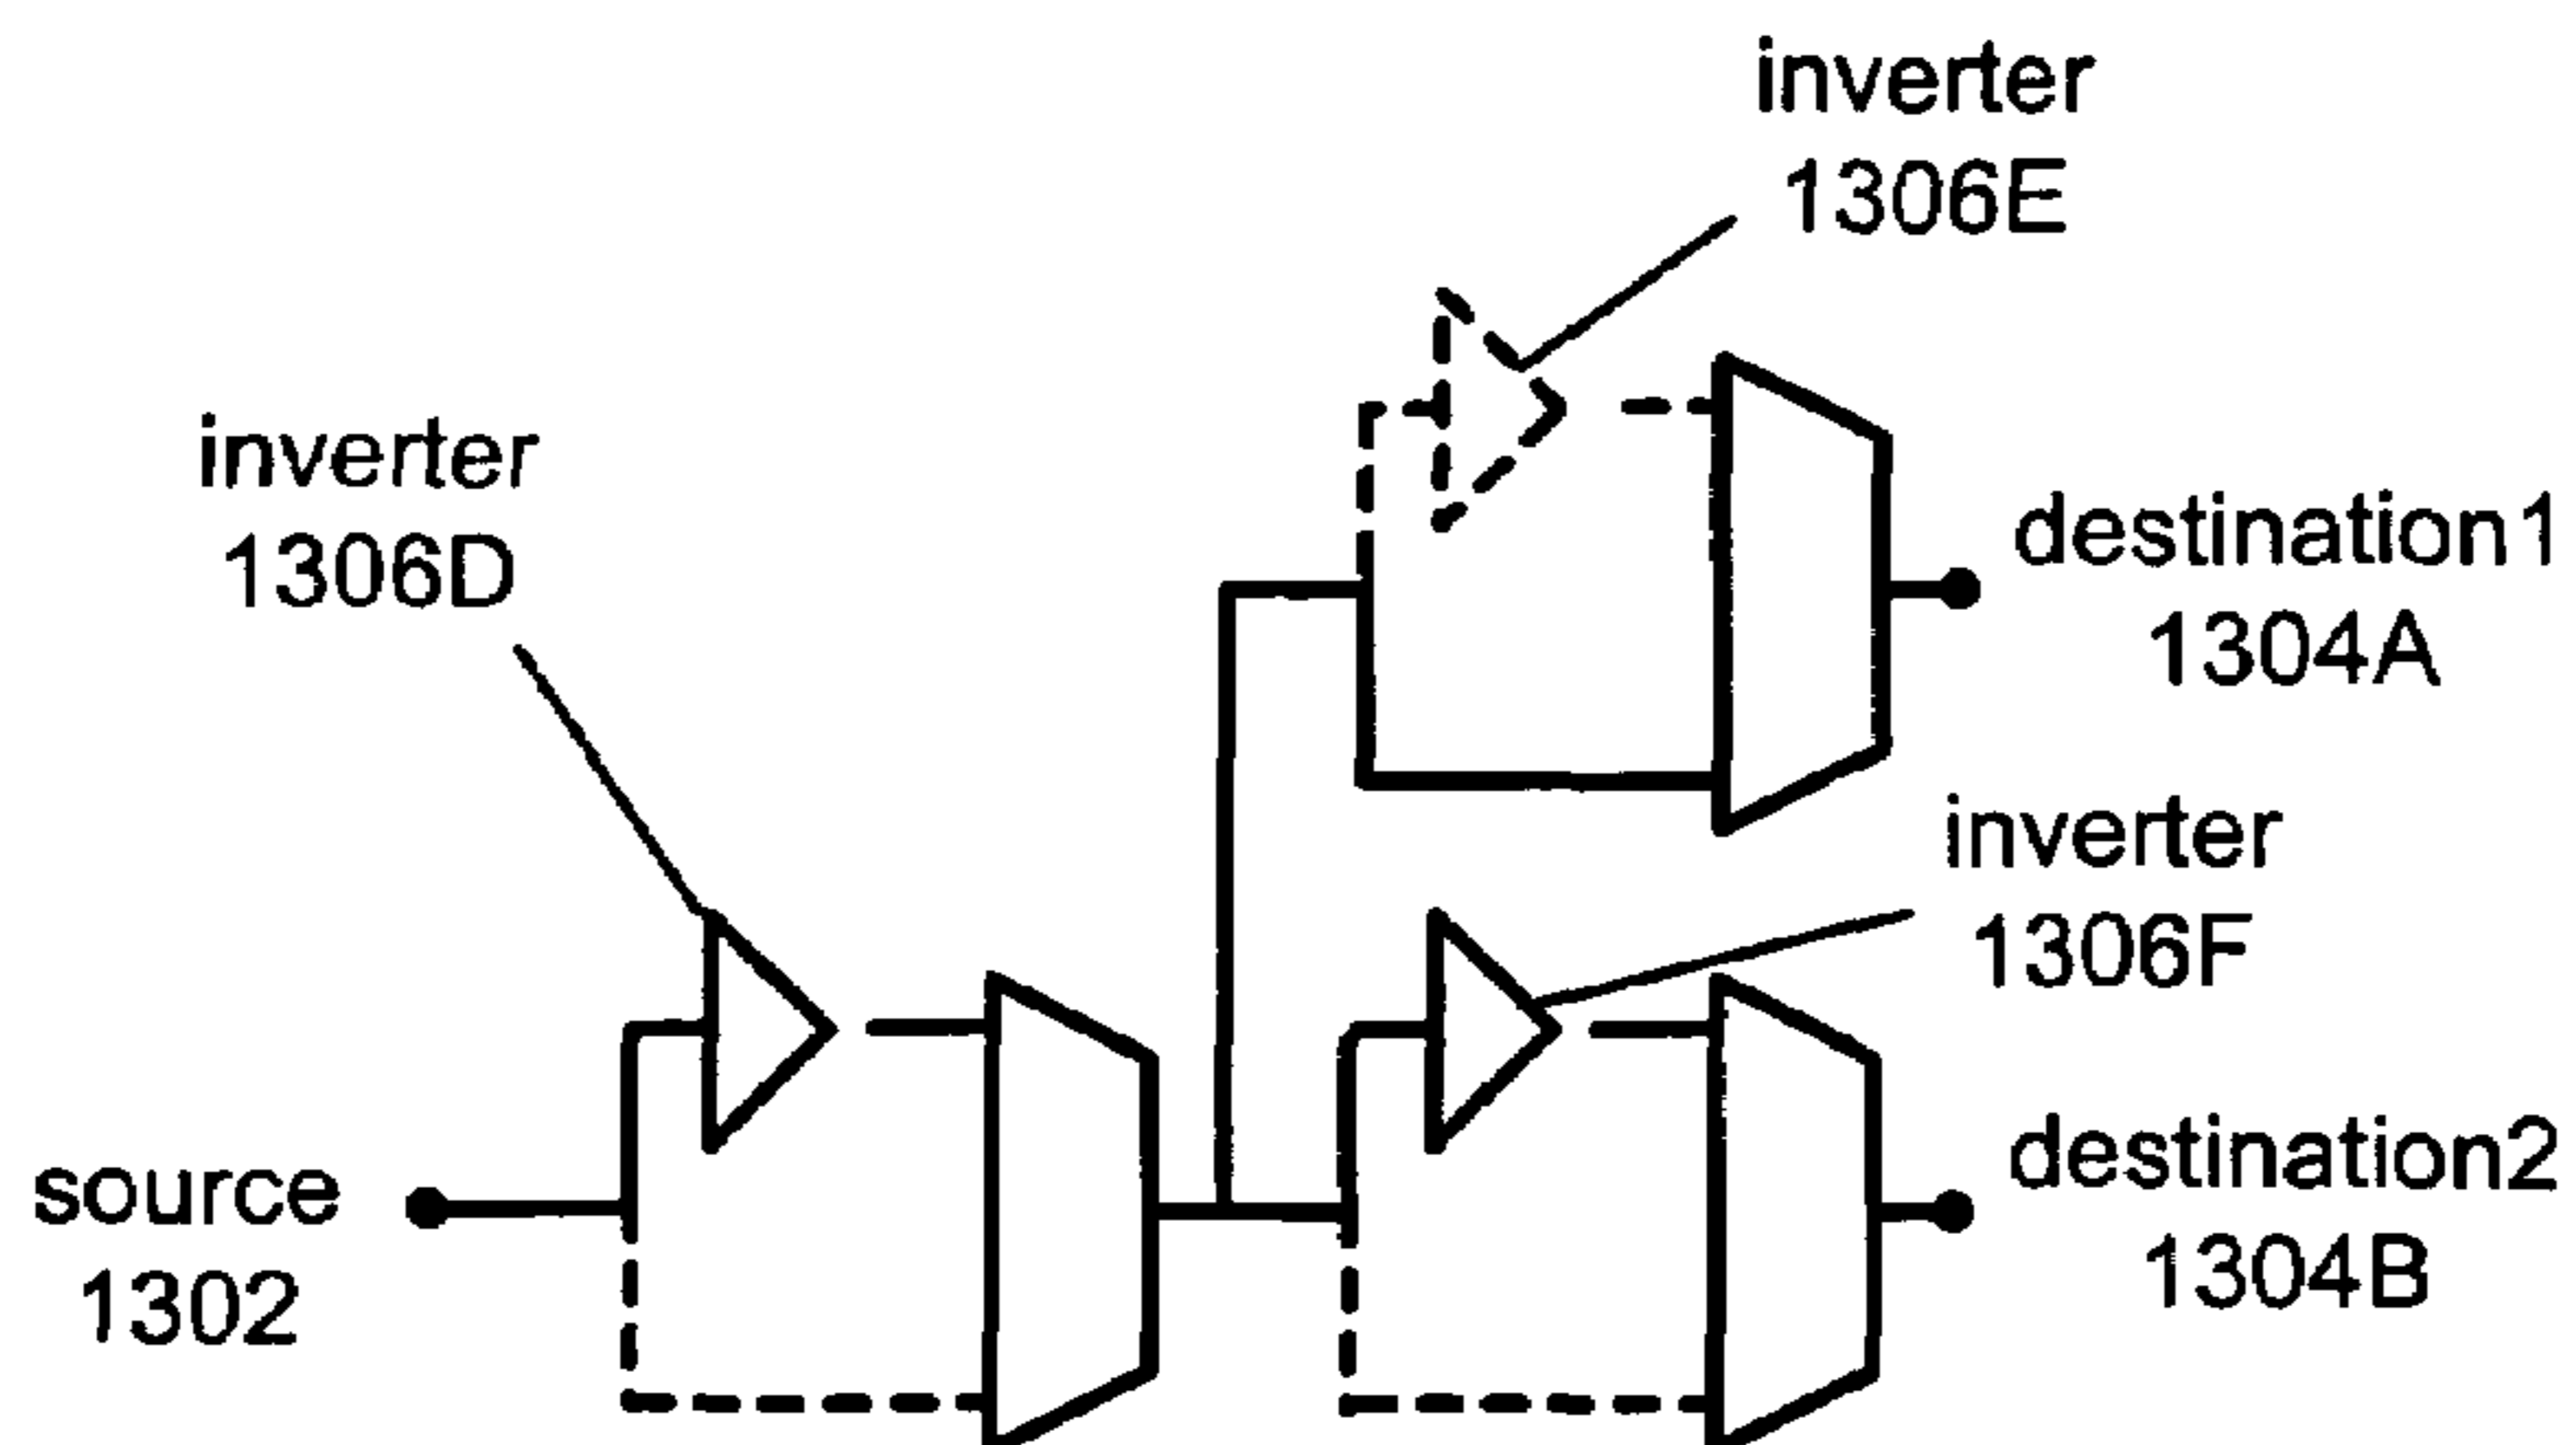 inverter
1306E
inverter
1306D
destination1
1304A
inverter
1306F
source
1302
destination2
1304B